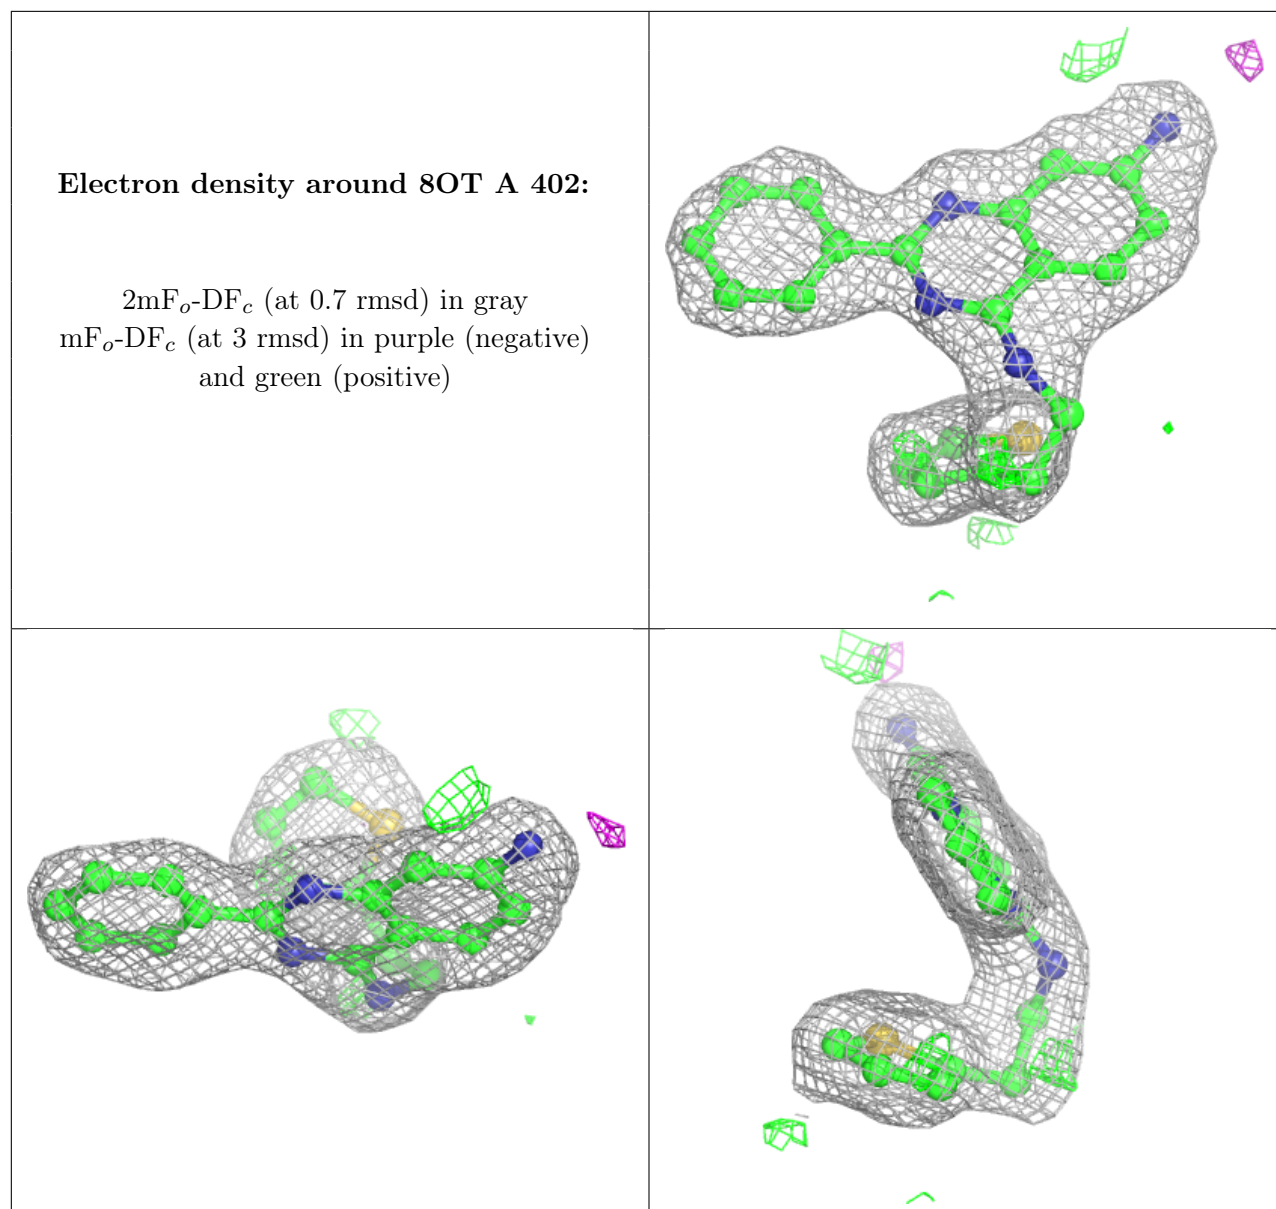 Electron density around 8OT A 402:
2mFo-DFc (at 0.7 rmsd) in gray
mFo-DFc (at 3 rmsd) in purple (negative)
and green (positive)